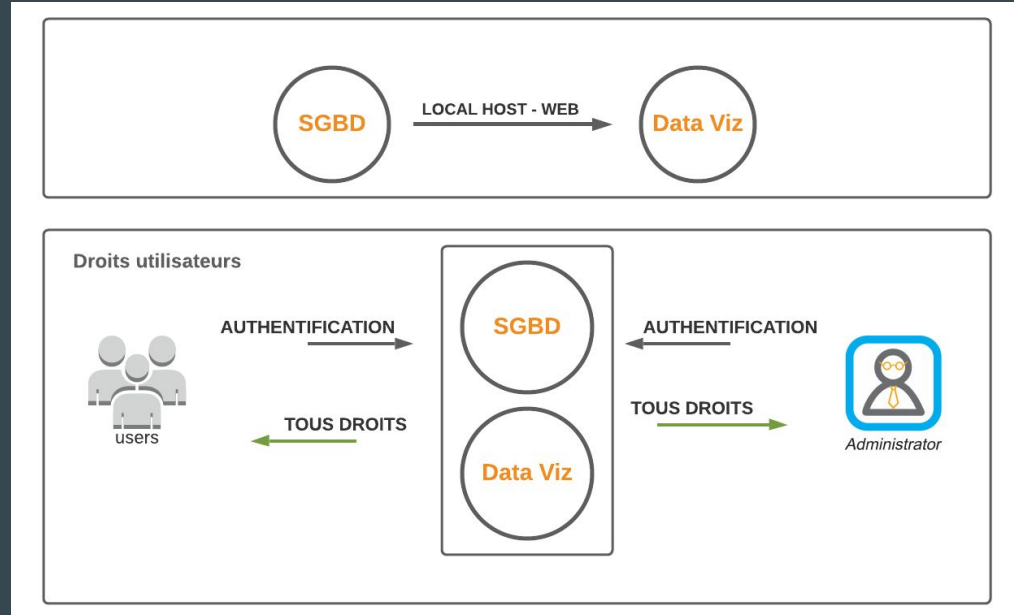 SGBD
LOCAL HOST - WEB
Data Viz
Droits utilisateurs
AUTHENTIFICATION
SGBD
AUTHENTIFICATION
users
TOUS DROITS
TOUS DROITS
Administrator
Data Viz